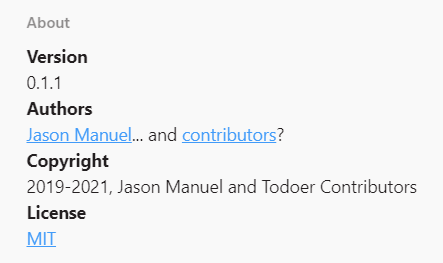 About
Version
0.1.1
Authors
Jason Manuel... and contributors?
Copyright
2019-2021, Jason Manuel and Todoer Contributors
License
MIT